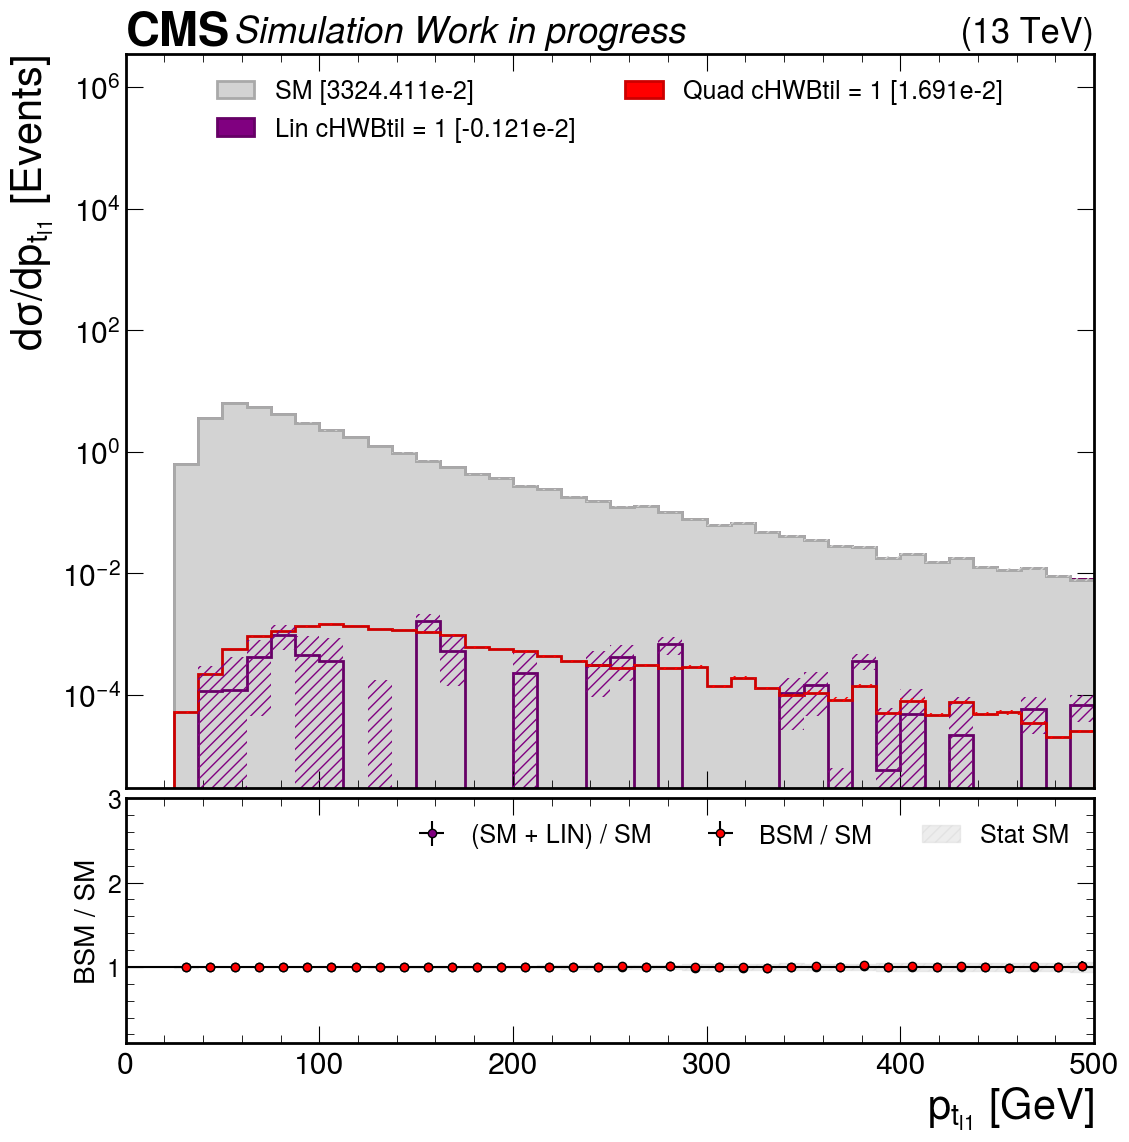 CMS Simulation Work in progress (13 TeV)
dσ/dp_{t_{l1}} [Events]
SM [3324.411e-2]
Quad cHWBtil = 1 [1.691e-2]
Lin cHWBtil = 1 [-0.121e-2]
10^6
10^4
10^2
10^0
10^{-2}
10^{-4}
(SM + LIN) / SM
BSM / SM
Stat SM
BSM / SM
3
2
1
0 100 200 300 400 500
p_{t_{l1}} [GeV]